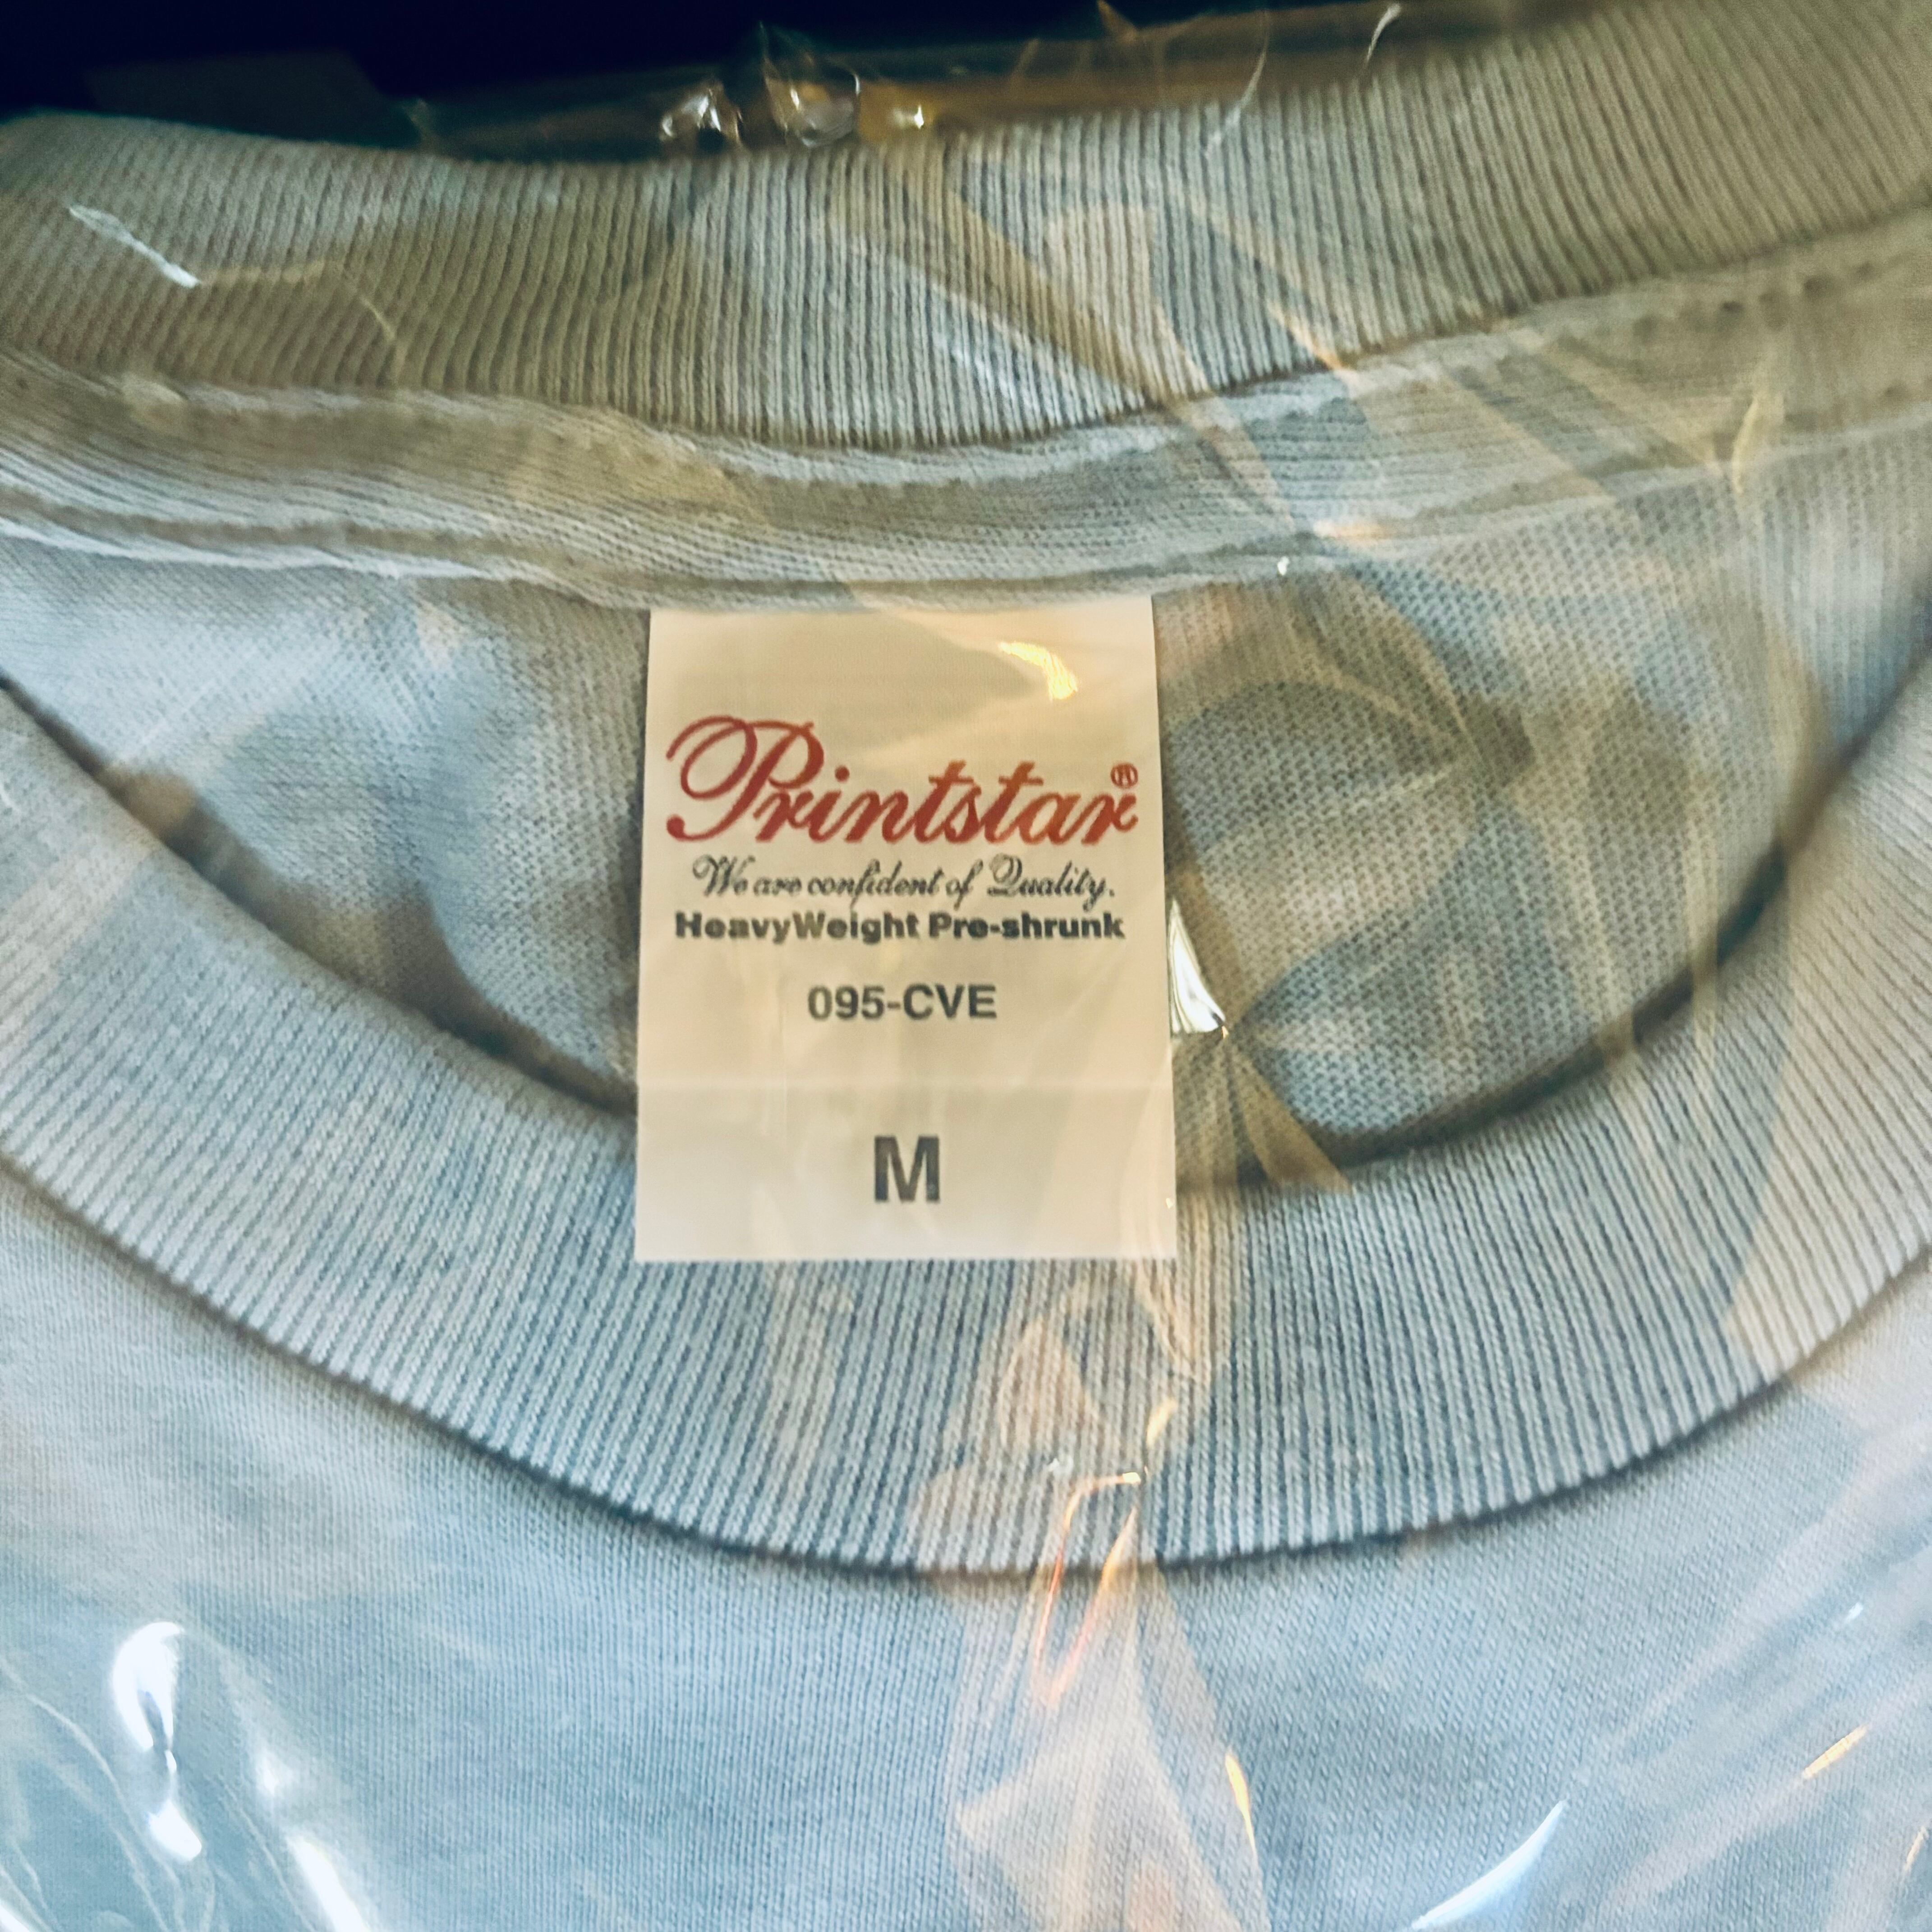 Printstar®
We are confident of Quality.
HeavyWeight Pre-shrunk
095-CVE
M